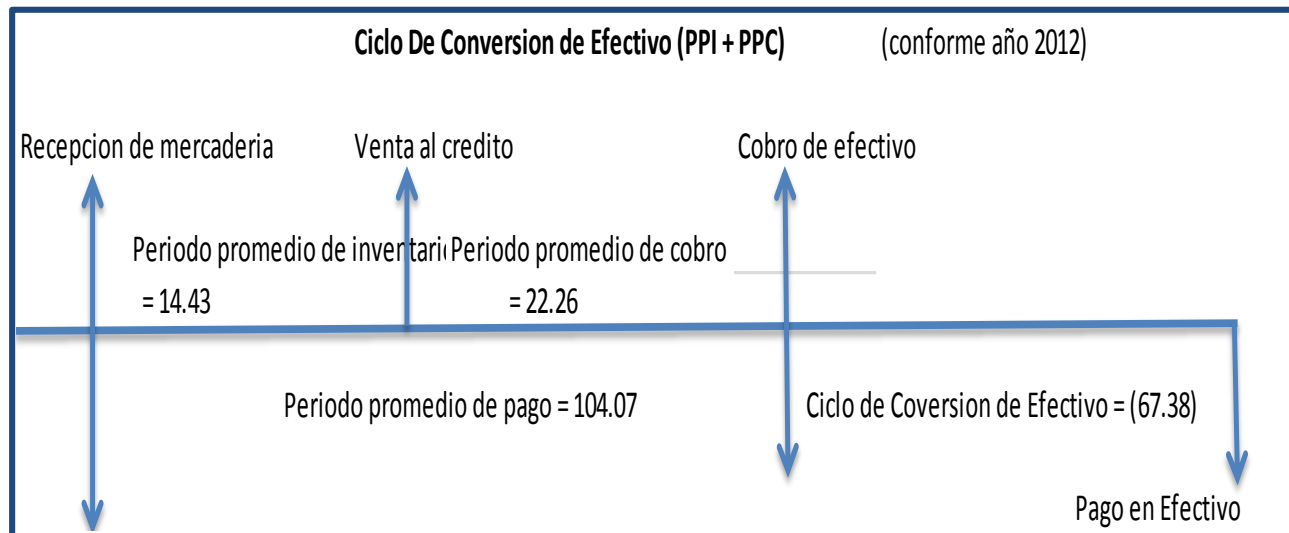 Ciclo De Conversion de Efectivo (PPI + PPC) (conforme año 2012)
Recepcion de mercaderia Venta al credito Cobro de efectivo
Periodo promedio de inventari Periodo promedio de cobro
= 14.43 = 22.26
Periodo promedio de pago = 104.07 Ciclo de Coversion de Efectivo = (67.38)
Pago en Efectivo